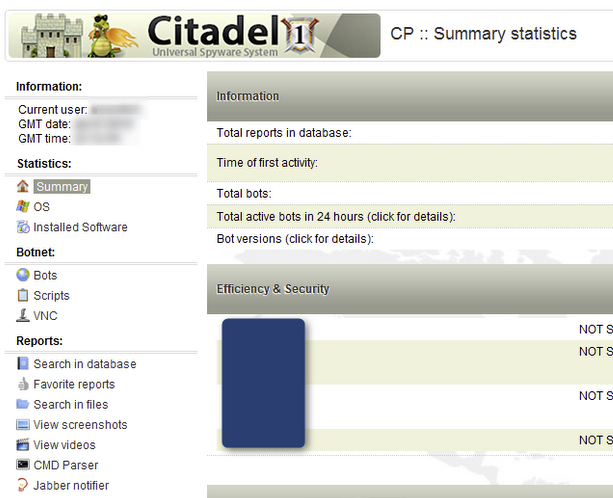 Citadel 1
Universal Spyware System
CP :: Summary statistics
Information:
Current user:
GMT date:
GMT time:
Statistics:
Summary
OS
Installed Software
Botnet:
Bots
Scripts
VNC
Reports:
Search in database
Favorite reports
Search in files
View screenshots
View videos
CMD Parser
Jabber notifier
Information
Total reports in database:
Time of first activity:
Total bots:
Total active bots in 24 hours (click for details):
Bot versions (click for details):
Efficiency & Security
NOT S
NOT S
NOT S
NOT S